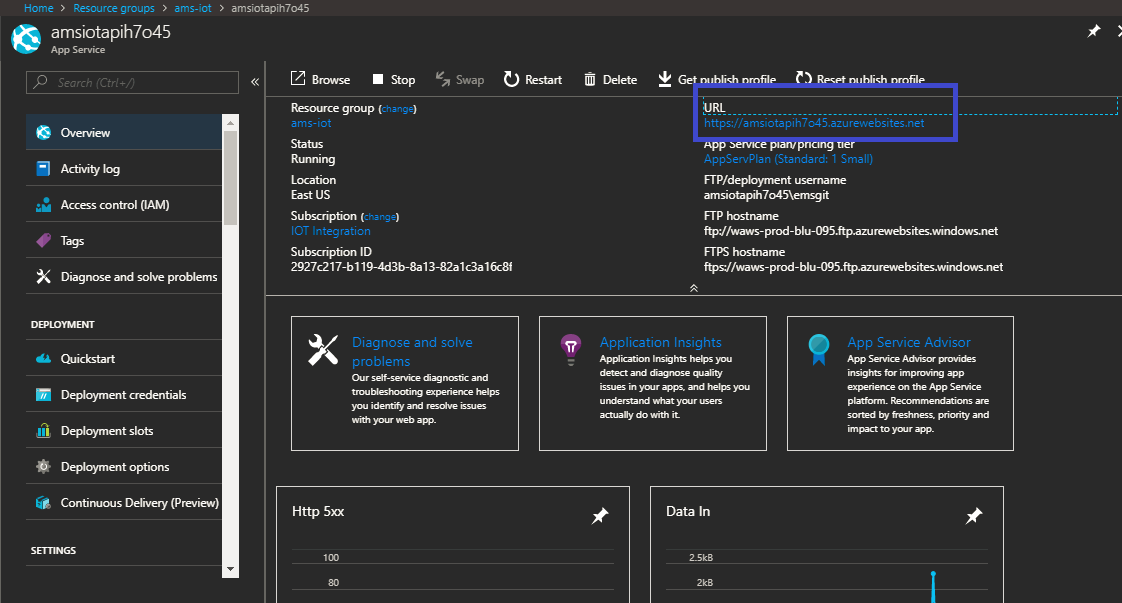 Home > Resource groups > ams-iot > amsiotapih7o45
amsiotapih7o45
App Service
Search (Ctrl+/)
Overview
Activity log
Access control (IAM)
Tags
Diagnose and solve problems
DEPLOYMENT
Quickstart
Deployment credentials
Deployment slots
Deployment options
Continuous Delivery (Preview)
SETTINGS
Browse Stop Swap Restart Delete Get publish profile Reset publish profile
Resource group (change)
ams-iot
Status
Running
Location
East US
Subscription (change)
IOT Integration
Subscription ID
2927c217-b119-4d3b-8a13-82a1c3a16c8f
URL
https://amsiotapih7o45.azurewebsites.net
App Service plan/pricing tier
AppServPlan (Standard: 1 Small)
FTP/deployment username
amsiotapih7o45\emsgit
FTP hostname
ftp://waws-prod-blu-095.ftp.azurewebsites.windows.net
FTPS hostname
ftps://waws-prod-blu-095.ftp.azurewebsites.windows.net
Diagnose and solve
problems
Our self-service diagnostic and
troubleshooting experience helps
you identify and resolve issues
with your web app.
Application Insights
Application Insights helps you
detect and diagnose quality
issues in your apps, and helps you
understand what your users
actually do with it.
App Service Advisor
App Service Advisor provides
insights for improving app
experience on the App Service
platform. Recommendations are
sorted by freshness, priority and
impact to your app.
Http 5xx
100
80
Data In
2.5kB
2kB